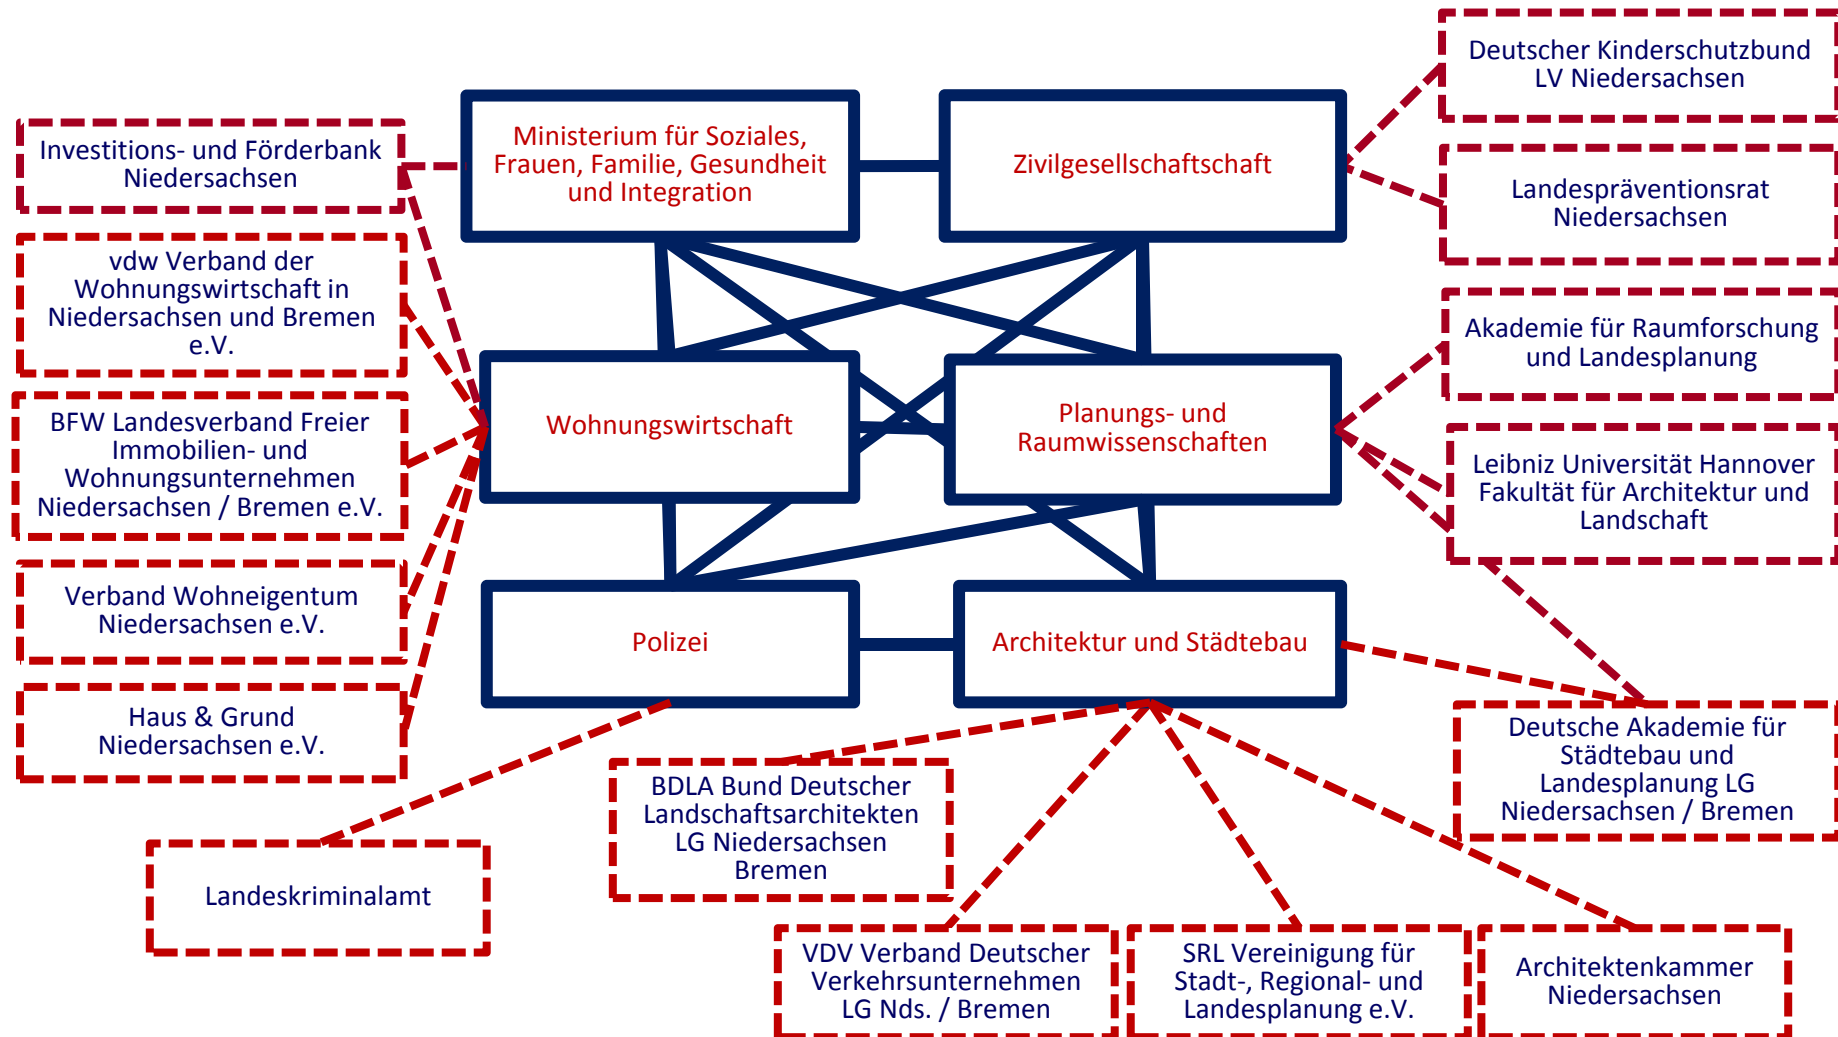 Deutscher Kinderschutzbund
LV Niedersachsen
Ministerium für Soziales,
Frauen, Familie, Gesundheit
und Integration
Zivilgesellschaftschaft
Investitions- und Förderbank
Niedersachsen
Landespräventionsrat
Niedersachsen
vdw Verband der
Wohnungswirtschaft in
Niedersachsen und Bremen
e.V.
Akademie für Raumforschung
und Landesplanung
BFW Landesverband Freier
Immobilien- und
Wohnungsunternehmen
Niedersachsen / Bremen e.V.
Wohnungswirtschaft
Planungs- und
Raumwissenschaften
Leibniz Universität Hannover
Fakultät für Architektur und
Landschaft
Verband Wohneigentum
Niedersachsen e.V.
Polizei
Architektur und Städtebau
Haus & Grund
Niedersachsen e.V.
Deutsche Akademie für
Städtebau und
Landesplanung LG
Niedersachsen / Bremen
BDLA Bund Deutscher
Landschaftsarchitekten
LG Niedersachsen
Bremen
Landeskriminalamt
VDV Verband Deutscher
Verkehrsunternehmen
LG Nds. / Bremen
SRL Vereinigung für
Stadt-, Regional- und
Landesplanung e.V.
Architektenkammer
Niedersachsen